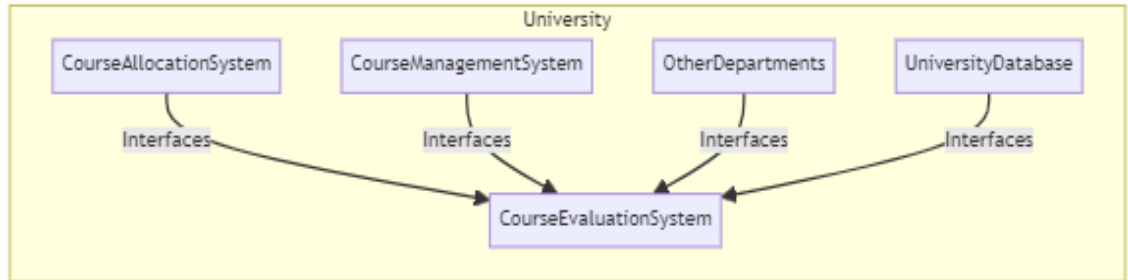 University
CourseAllocationSystem
CourseManagementSystem
OtherDepartments
UniversityDatabase
Interfaces
Interfaces
Interfaces
Interfaces
CourseEvaluationSystem